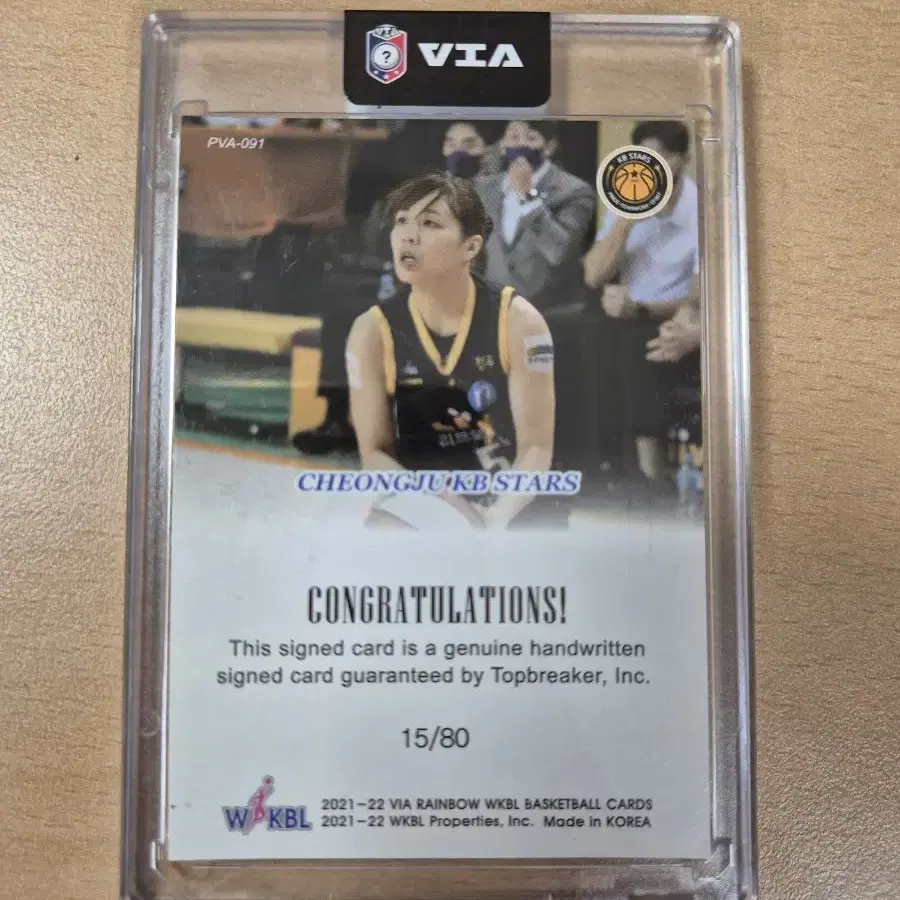 VIA
PVA-091
KB STARS
CHEONGJU KB STARS
CONGRATULATIONS!
This signed card is a genuine handwritten
signed card guaranteed by Topbreaker, Inc.
15/80
WKBL
2021-22 VIA RAINBOW WKBL BASKETBALL CARDS
2021-22 WKBL Properties, Inc. Made in KOREA